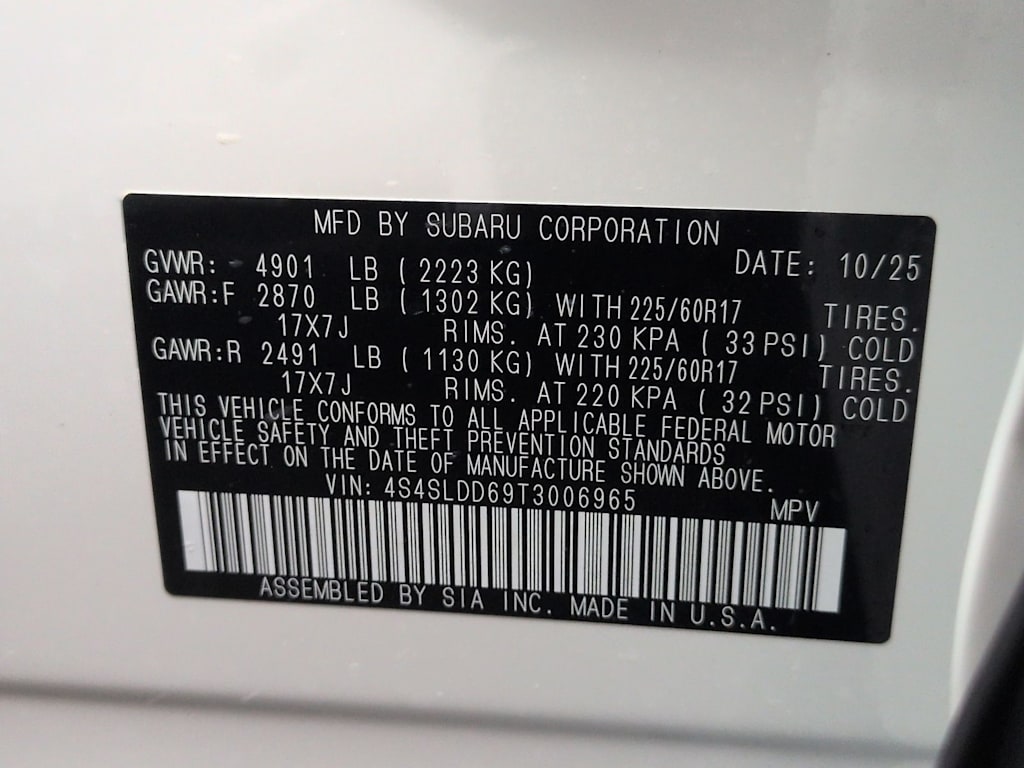 MFD BY SUBARU CORPORATION
GVWR: 4901 LB ( 2223 KG) DATE: 10/25
GAWR:F 2870 LB ( 1302 KG) WITH 225/60R17 TIRES.
17X7J RIMS. AT 230 KPA ( 33 PSI) COLD
GAWR:R 2491 LB ( 1130 KG) WITH 225/60R17 TIRES.
17X7J RIMS. AT 220 KPA ( 32 PSI) COLD
THIS VEHICLE CONFORMS TO ALL APPLICABLE FEDERAL MOTOR
VEHICLE SAFETY AND THEFT PREVENTION STANDARDS
IN EFFECT ON THE DATE OF MANUFACTURE SHOWN ABOVE.
VIN: 4S4SLDD69T3006965 MPV
ASSEMBLED BY SIA INC. MADE IN U.S.A.